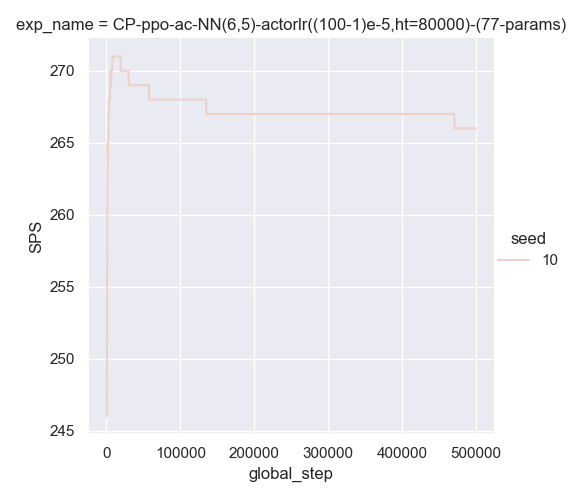 exp_name = CP-ppo-ac-NN(6,5)-actorlr((100-1)e-5,ht=80000)-(77-params)
270
265
260
255
250
245
SPS
seed
10
0 100000 200000 300000 400000 500000
global_step